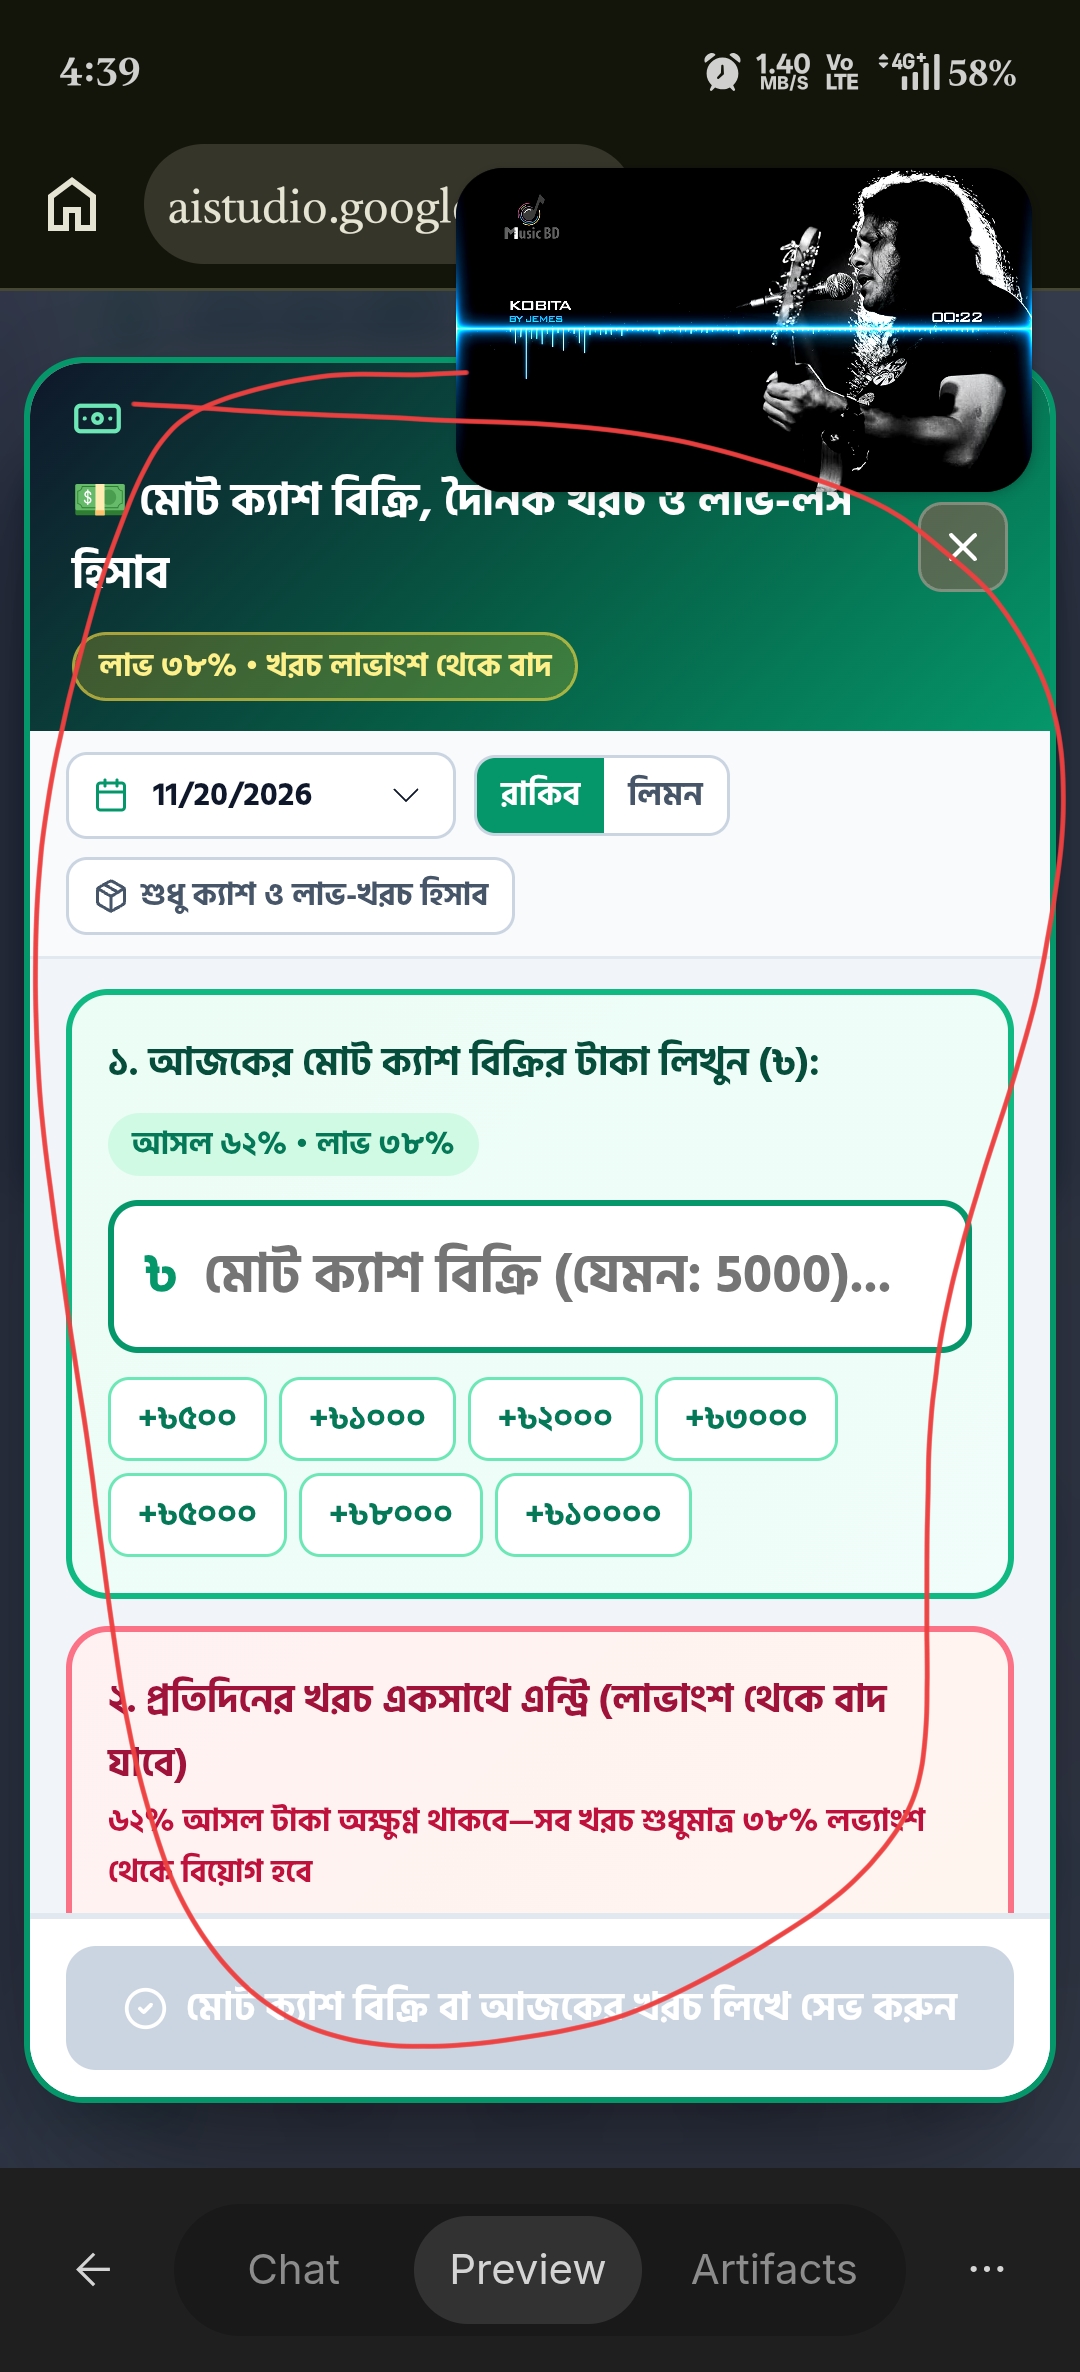 4:39
1.40 MB/S Vo LTE 4G+ 58%
aistudio.google
Music BD
KOBITA
BY JEMES
00:22
💵 মোট ক্যাশ বিক্রি, দৈনিক খরচ ও লাভ-লস
হিসাব
লাভ ৩৮% • খরচ লাভাংশ থেকে বাদ
11/20/2026
রাকিব লিমন
শুধু ক্যাশ ও লাভ-খরচ হিসাব
১. আজকের মোট ক্যাশ বিক্রির টাকা লিখুন (৳):
আসল ৬২% • লাভ ৩৮%
৳ মোট ক্যাশ বিক্রি (যেমন: 5000)...
+৳৫০০ +৳১০০০ +৳২০০০ +৳৩০০০
+৳৫০০০ +৳৮০০০ +৳১০০০০
২. প্রতিদিনের খরচ একসাথে এন্ট্রি (লাভাংশ থেকে বাদ
যাবে)
৬২% আসল টাকা অক্ষুণ্ণ থাকবে—সব খরচ শুধুমাত্র ৩৮% লভ্যাংশ
থেকে বিয়োগ হবে
মোট ক্যাশ বিক্রি বা আজকের খরচ লিখে সেভ করুন
Chat Preview Artifacts